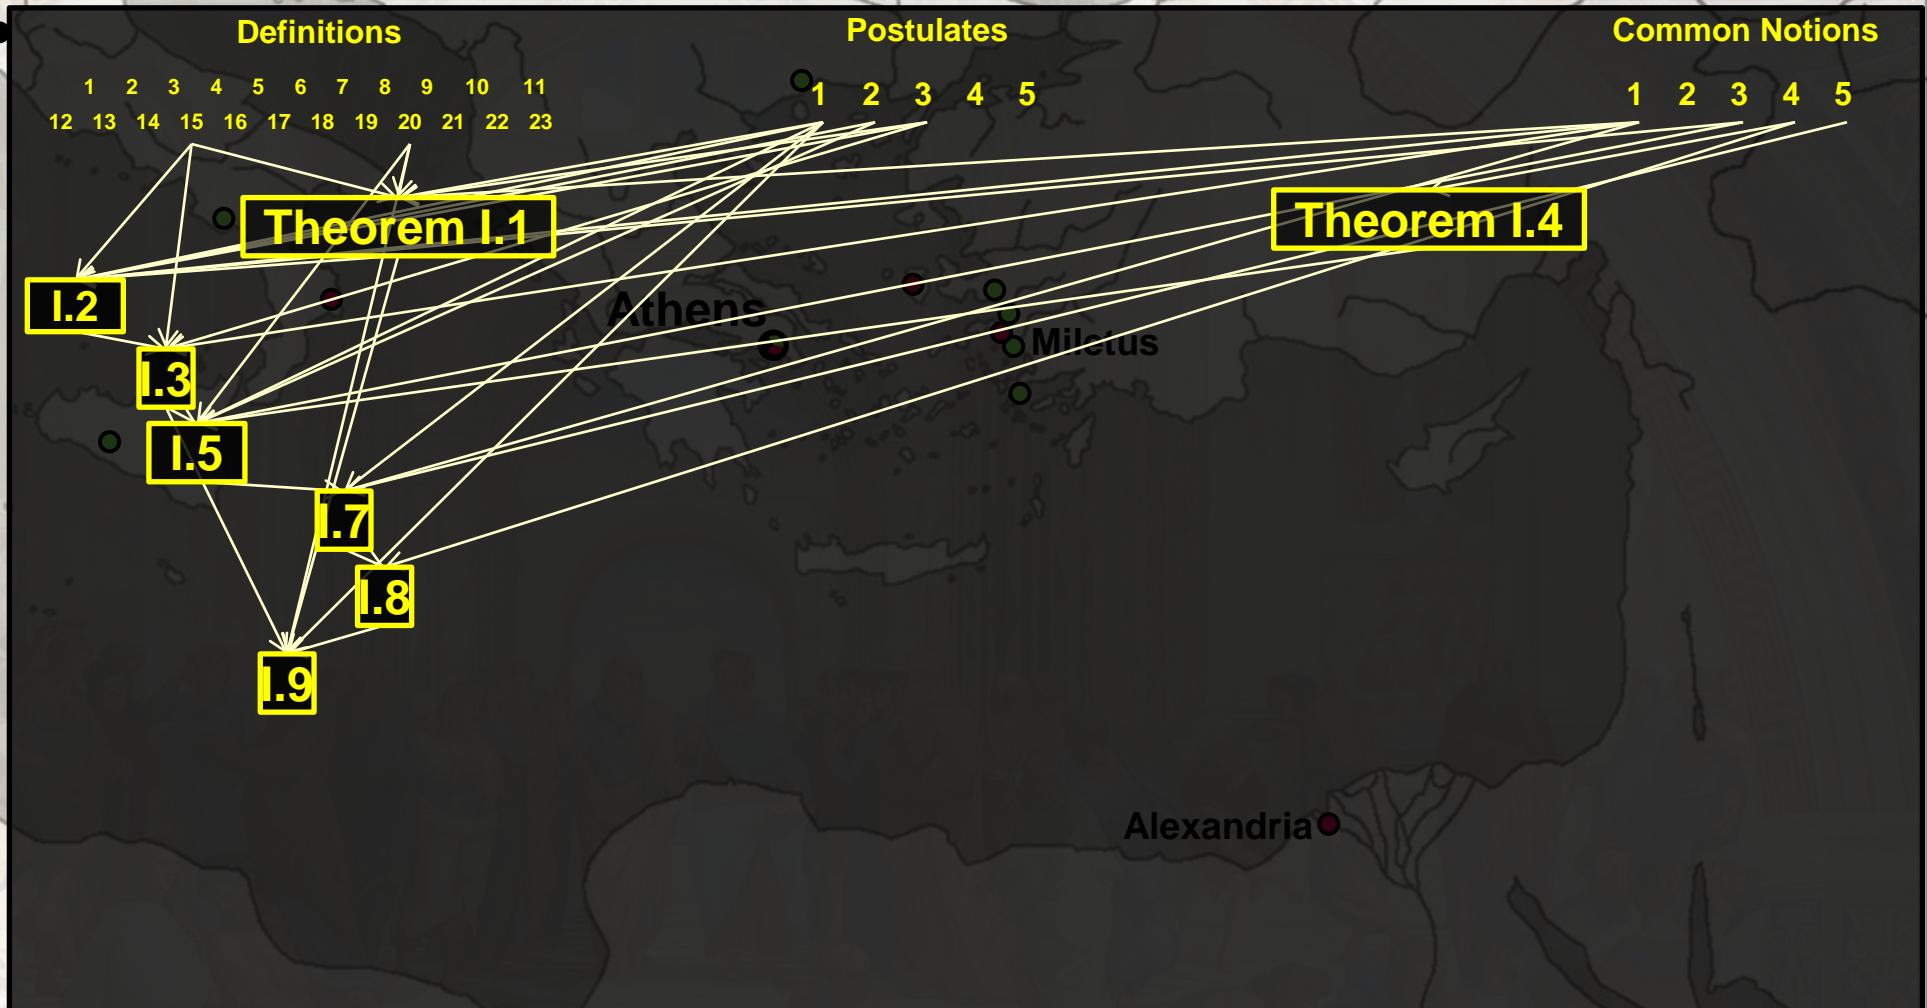 Definitions Postulates Common Notions
1 2 3 4 5 6 7 8 9 10 11
1 2 3 4 5
1 2 3 4 5
12 13 14 15 16 17 18 19 20 21 22 23
Theorem I.1
Theorem I.4
I.2
Athens
Miletus
I.3
I.5
I.7
I.8
I.9
Alexandria